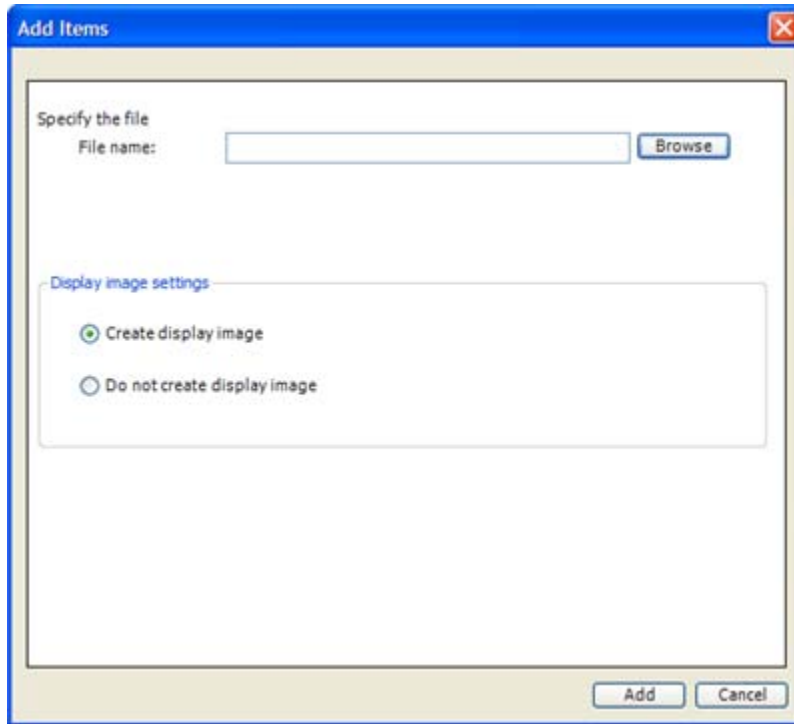 Add Items
Specify the file
File name:
Browse
Display image settings
Create display image
Do not create display image
Add Cancel